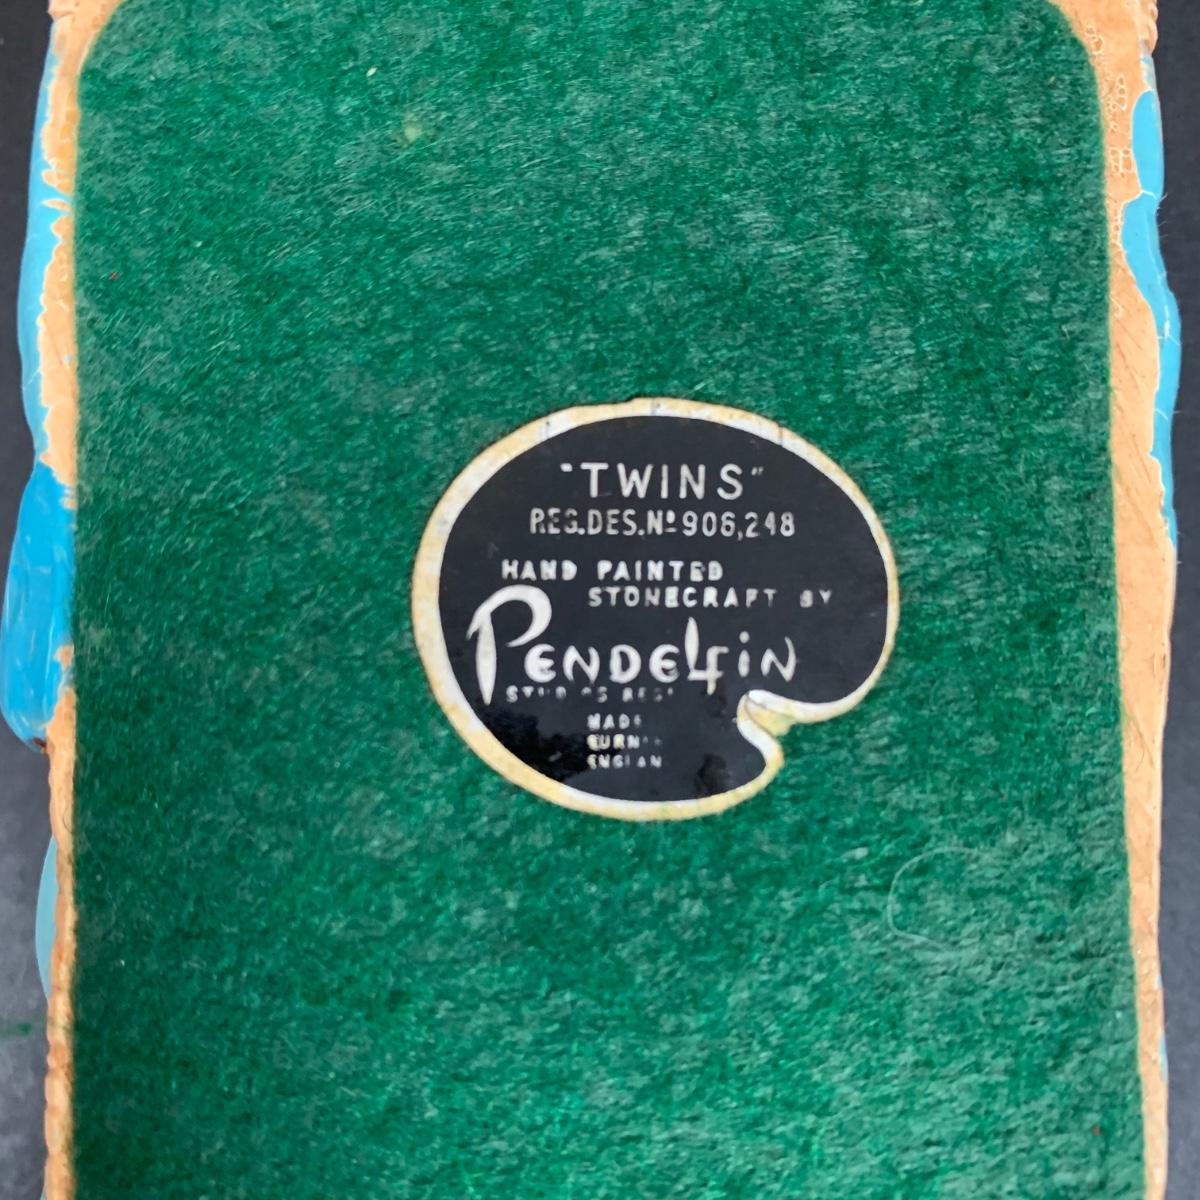 "TWINS"
REG.DES.Nº 906,248
HAND PAINTED
STONECRAFT BY
PENDELFIN